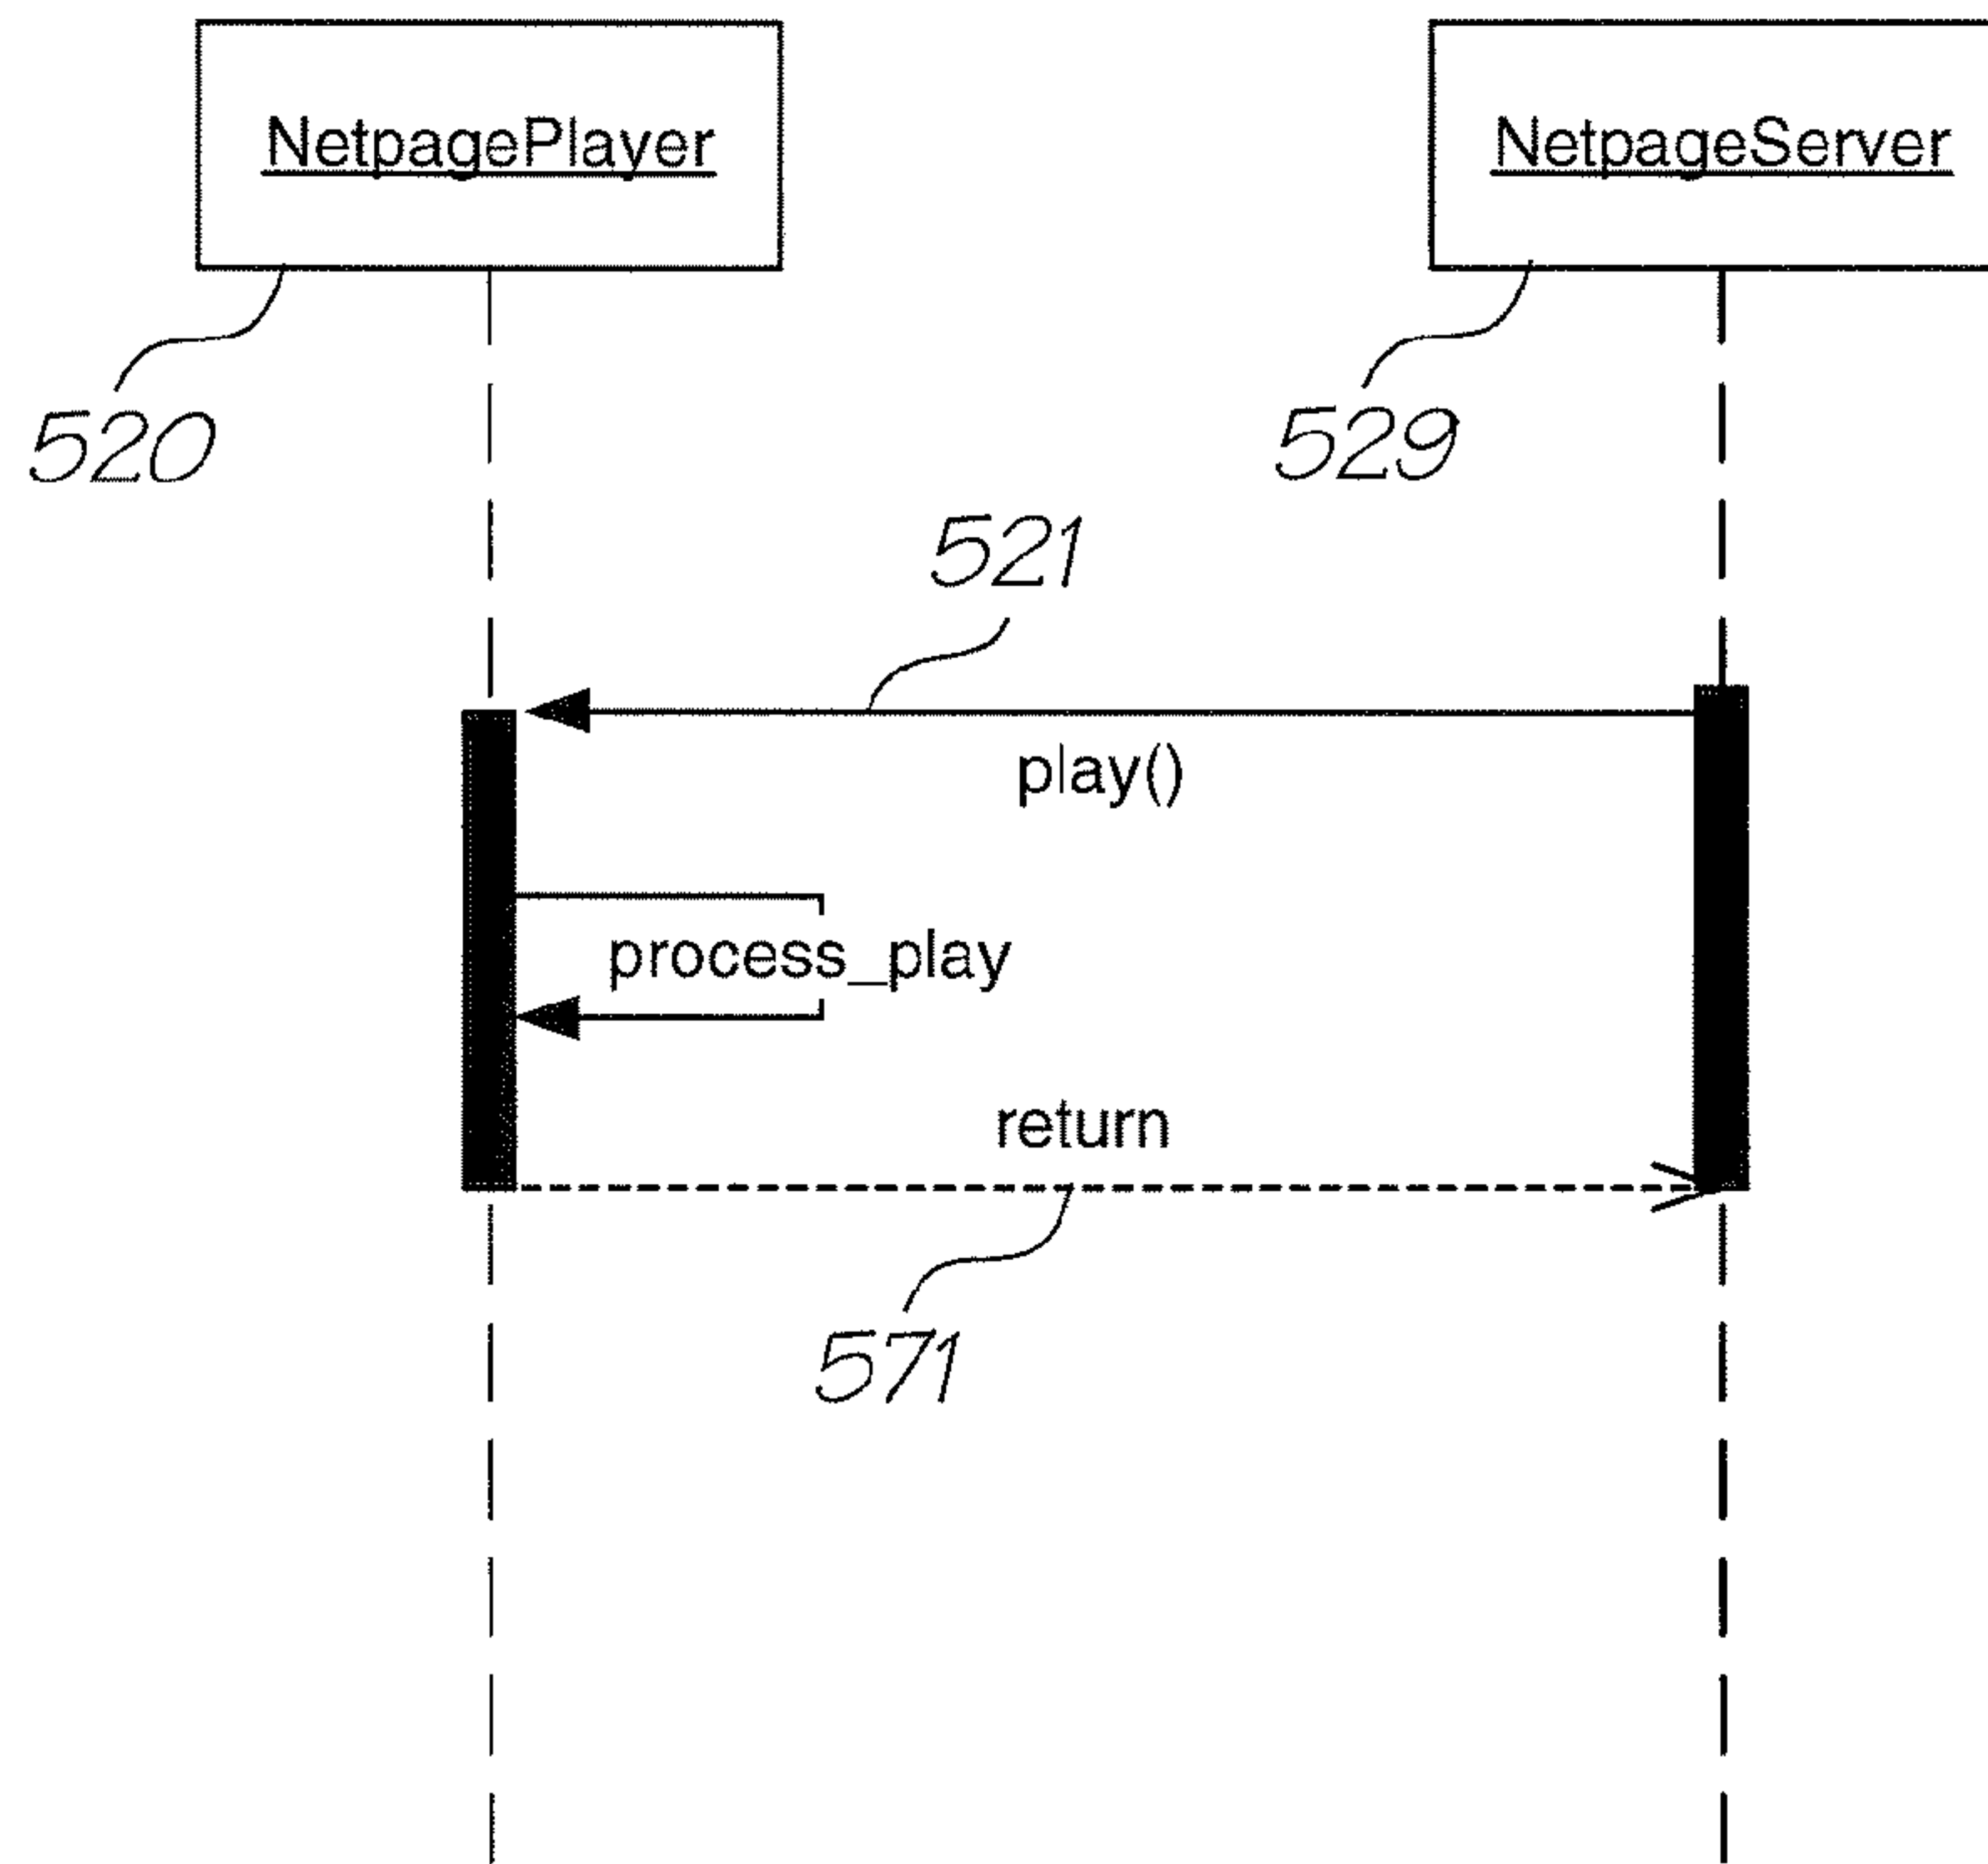 NetpagePlayer
NetpageServer
520
529
521
play()
process_play
return
571